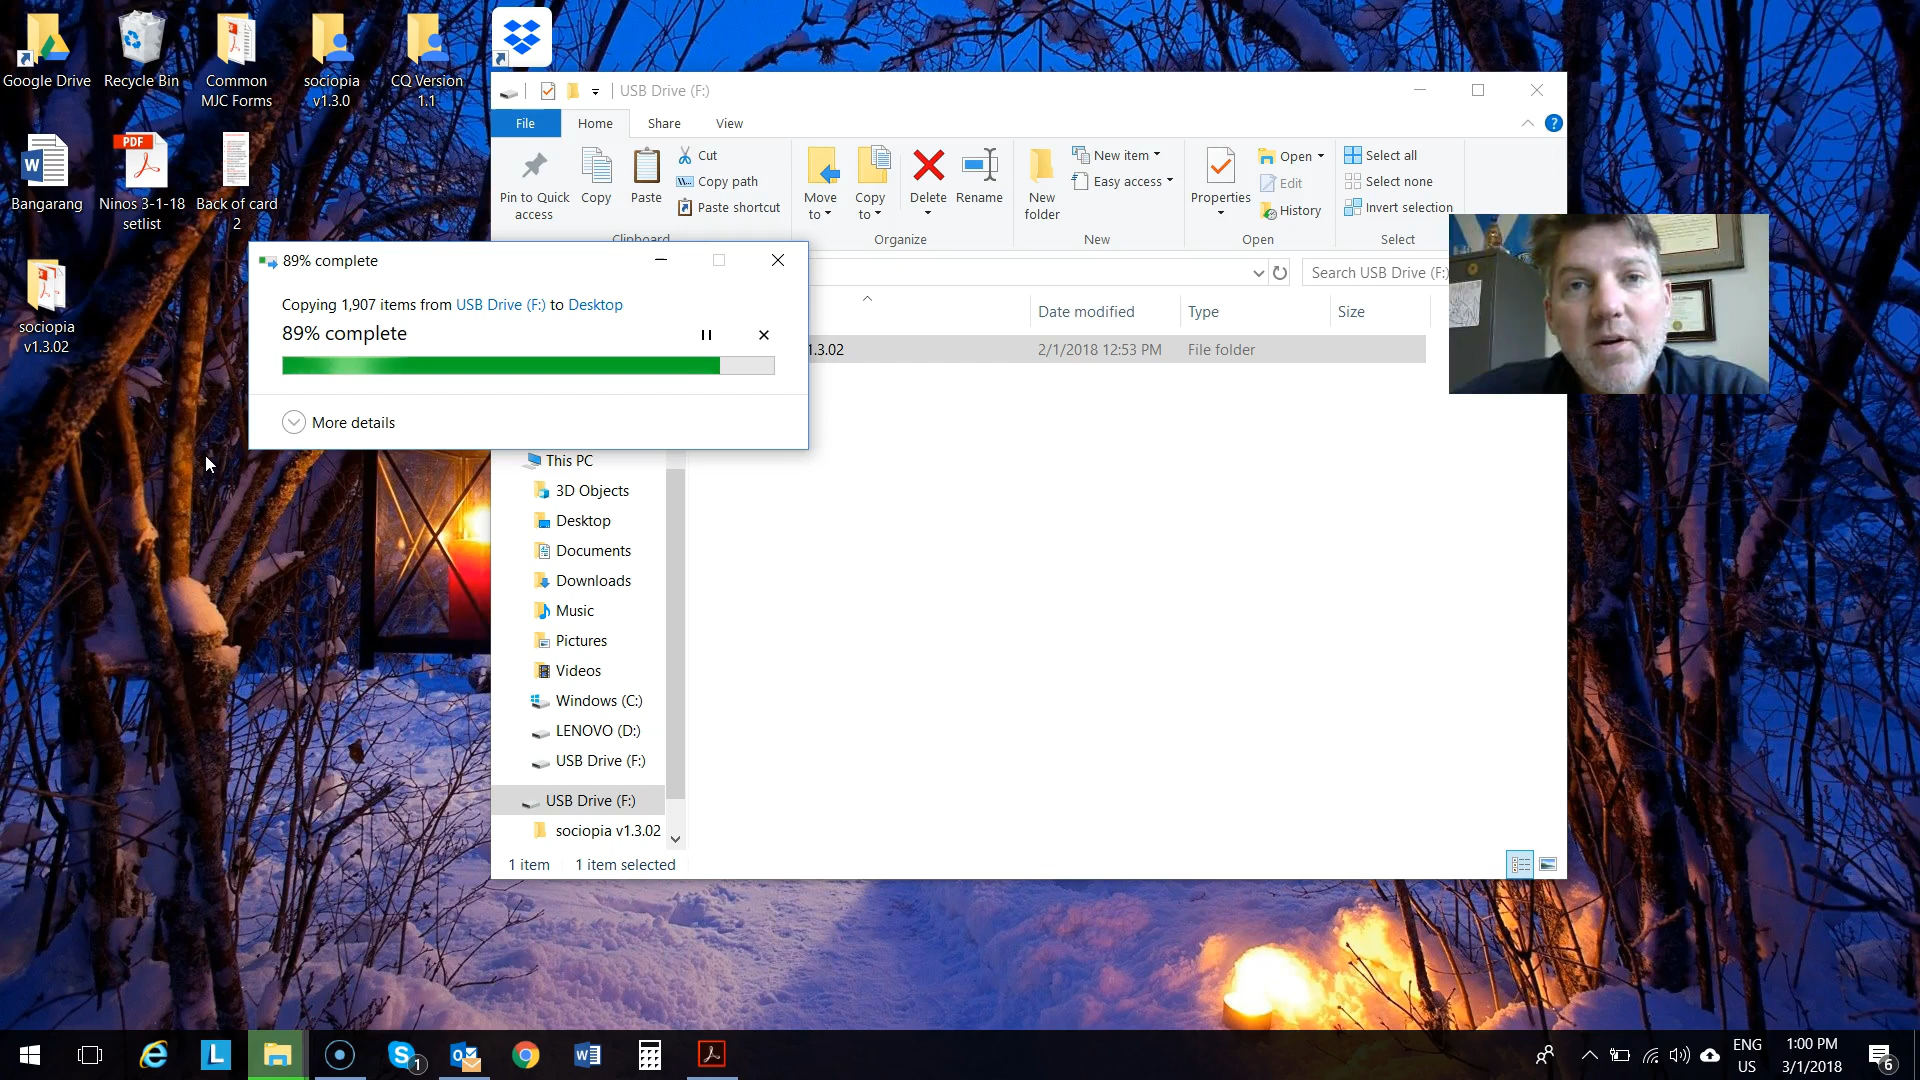 Google Drive
Recycle Bin
Common
MJC Forms
sociopia
v1.3.0
CQ Version
1.1
PDF
Bangarang
Ninos 3-1-18
setlist
Back of card
2
sociopia
v1.3.02
USB Drive (F:)
File
Home
Share
View
Pin to Quick
access
Copy
Paste
Cut
Copy path
Paste shortcut
Clipboard
Move
to
Copy
to
Delete
Rename
Organize
New
folder
New item
Easy access
New
Properties
Open
Edit
History
Open
Select all
Select none
Invert selection
Select
Search USB Drive (F:)
Date modified
Type
Size
1.3.02
2/1/2018 12:53 PM
File folder
89% complete
Copying 1,907 items from USB Drive (F:) to Desktop
89% complete
More details
This PC
3D Objects
Desktop
Documents
Downloads
Music
Pictures
Videos
Windows (C:)
LENOVO (D:)
USB Drive (F:)
USB Drive (F:)
sociopia v1.3.02
1 item
1 item selected
L
1
ENG
US
1:00 PM
3/1/2018
6